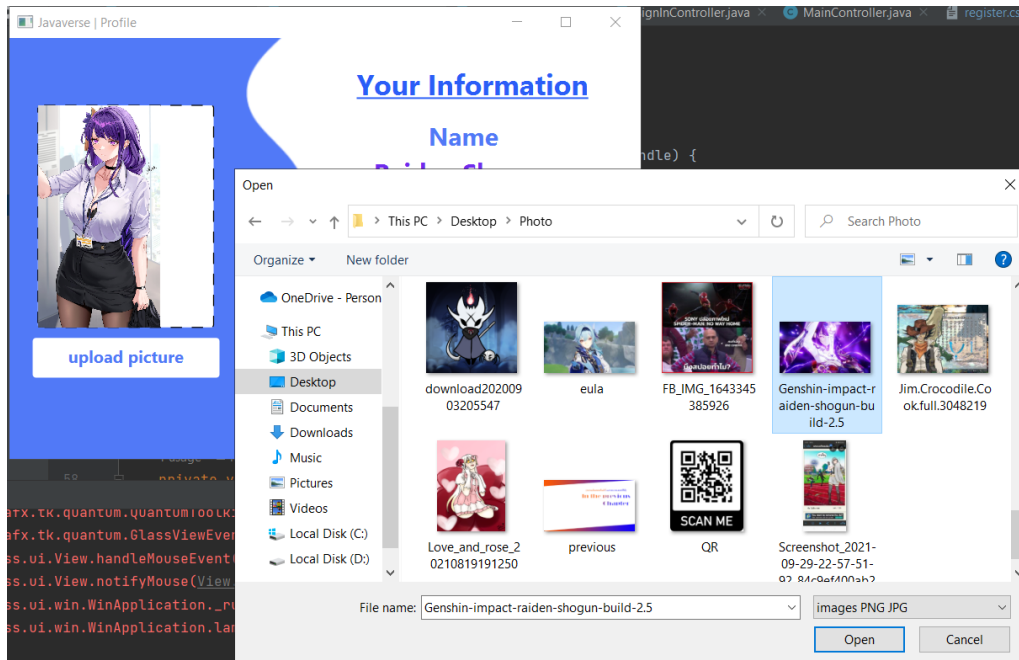 Javaverse | Profile
ignInController.java
MainController.java
register.cs
Your Information
Name
ndle) {
upload picture
Open
This PC > Desktop > Photo
Search Photo
Organize
New folder
OneDrive - Person
This PC
3D Objects
Desktop
Documents
Downloads
Music
Pictures
Videos
Local Disk (C:)
Local Disk (D:)
download202009
03205547
eula
FB_IMG_1643345
385926
Genshin-impact-r
aiden-shogun-bu
ild-2.5
Jim.Crocodile.Co
ok.full.3048219
Love_and_rose_2
0210819191250
previous
SCAN ME
QR
Screenshot_2021-
09-29-22-57-51-
58
afx.tk.quantum.QuantumToolki
afx.tk.quantum.GlassViewEven
ss.ui.View.handleMouseEvent(
ss.ui.View.notifyMouse(View.
ss.ui.win.WinApplication._ru
ss.ui.win.WinApplication.lam
File name:
Genshin-impact-raiden-shogun-build-2.5
images PNG JPG
Open
Cancel